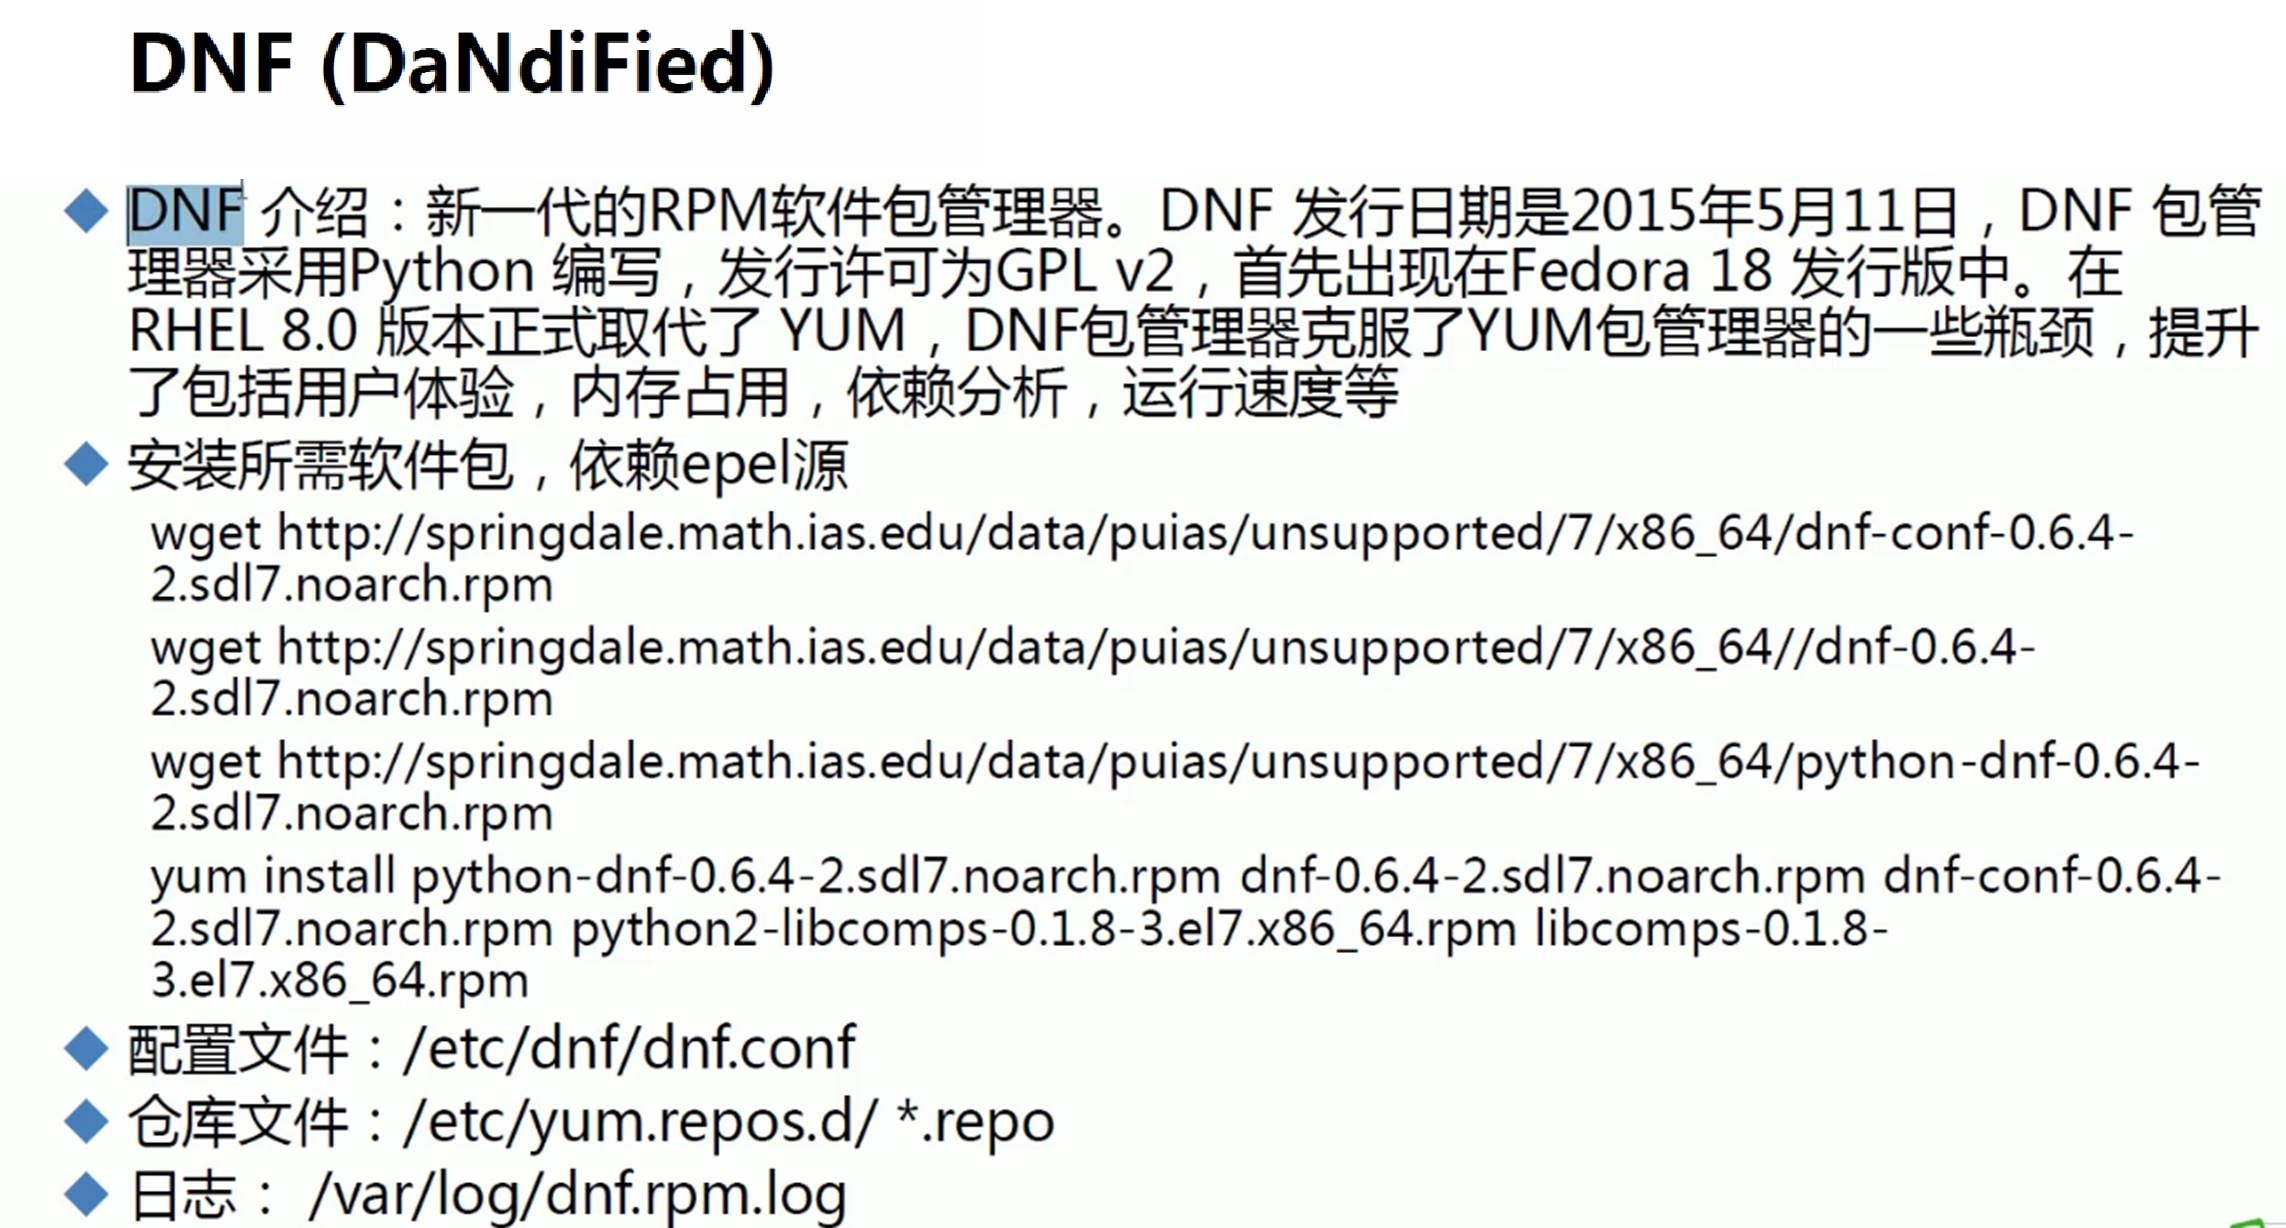 DNF (DaNdiFied)
DNF 介绍：新一代的RPM软件包管理器。DNF 发行日期是2015年5月11日，DNF 包管
理器采用Python 编写，发行许可为GPL v2，首先出现在Fedora 18 发行版中。在
RHEL 8.0 版本正式取代了 YUM，DNF包管理器克服了YUM包管理器的一些瓶颈，提升
了包括用户体验，内存占用，依赖分析，运行速度等
安装所需软件包，依赖epel源
wget http://springdale.math.ias.edu/data/puias/unsupported/7/x86_64/dnf-conf-0.6.4-
2.sdl7.noarch.rpm
wget http://springdale.math.ias.edu/data/puias/unsupported/7/x86_64//dnf-0.6.4-
2.sdl7.noarch.rpm
wget http://springdale.math.ias.edu/data/puias/unsupported/7/x86_64/python-dnf-0.6.4-
2.sdl7.noarch.rpm
yum install python-dnf-0.6.4-2.sdl7.noarch.rpm dnf-0.6.4-2.sdl7.noarch.rpm dnf-conf-0.6.4-
2.sdl7.noarch.rpm python2-libcomps-0.1.8-3.el7.x86_64.rpm libcomps-0.1.8-
3.el7.x86_64.rpm
配置文件：/etc/dnf/dnf.conf
仓库文件：/etc/yum.repos.d/ *.repo
日志： /var/log/dnf.rpm.log